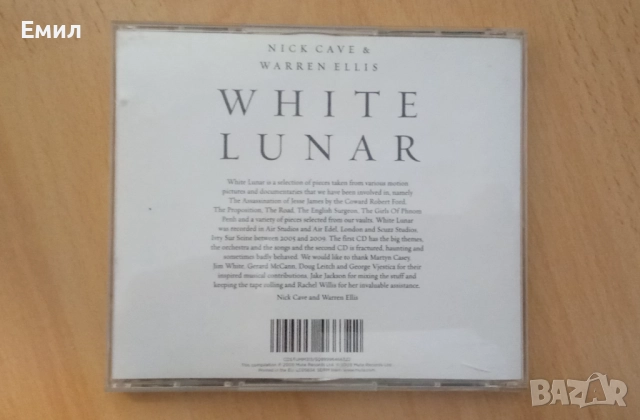 Емил
NICK CAVE &
WARREN ELLIS
WHITE
LUNAR
White Lunar is a selection of pieces taken from various motion
pictures and documentaries that we have been involved in, namely
The Assassination of Jesse James by the Coward Robert Ford,
The Proposition, The Road, The English Surgeon, The Girls Of Phnom
Penh and a variety of pieces selected from our vaults. White Lunar
was recorded in Air Studios and Air Edel, London and Scuts Studios,
Ivry Sur Seine between 2005 and 2009. The first CD has the big themes,
the orchestra and the songs and the second CD is fractured, haunting and
sometimes badly behaved. We would like to thank Martyn Casey,
Jim White, Gerard McCann, Doug Leitch and George Vjestica for their
inspired musical contributions, Jake Jackson for mixing the stuff and
keeping the tape rolling and Rachel Willis for her invaluable assistance.
Nick Cave and Warren Ellis
BAZAR